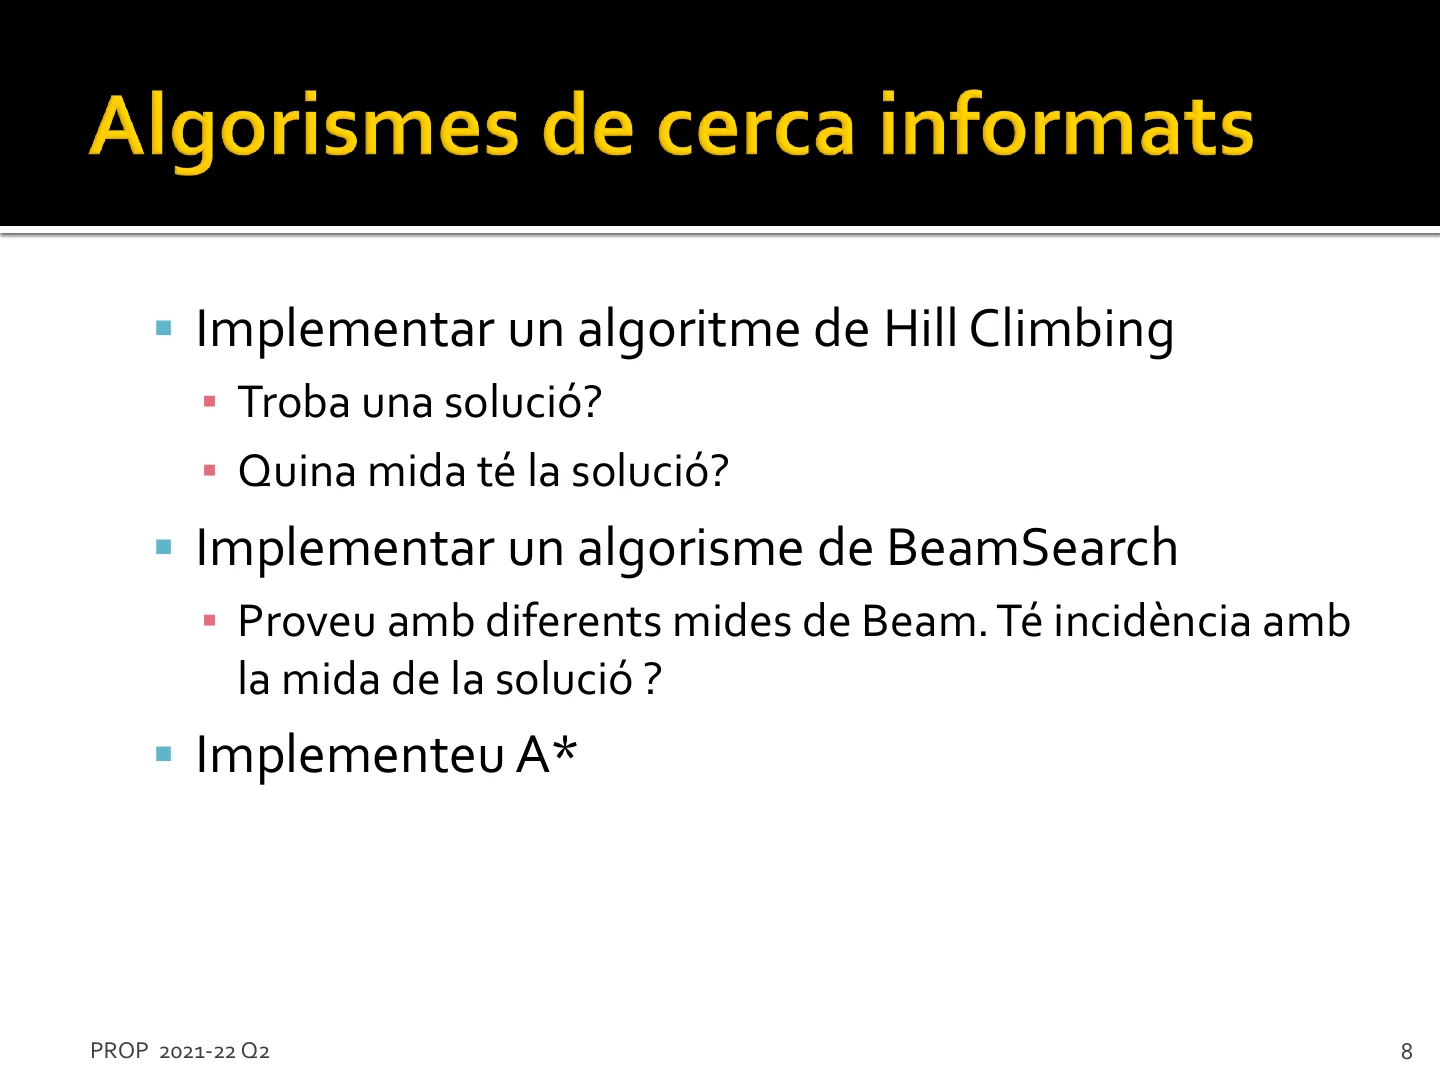 Algorismes de cerca informats
Implementar un algoritme de Hill Climbing
Troba una solució?
Quina mida té la solució?
Implementar un algorisme de BeamSearch
Proveu amb diferents mides de Beam. Té incidència amb
la mida de la solució ?
Implementeu A*
PROP 2021-22 Q2
8